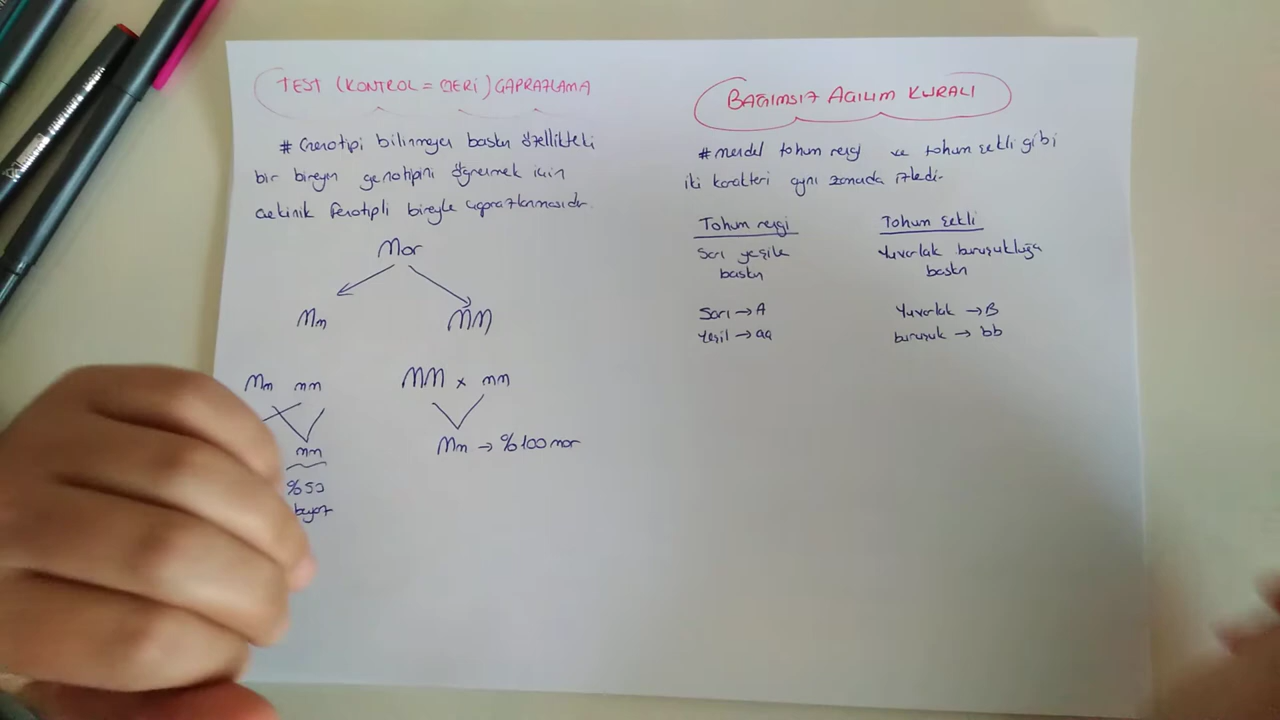 TEST (KONTROL = GERİ) ÇAPRAZLAMA
# Genotipi bilinmeyen baskın özellikteki
bir bireyin genotipini öğrenmek için
çekinik fenotipli bireyle çaprazlanmasıdır.
Mor
Mm MM
Mm mm
mm
%50
beyaz
MM x mm
Mm → %100 mor
BAĞIMSIZ AÇILIM KURALI
# mendel tohum rengi ve tohum şekli gibi
iki karakteri aynı zamanda izledi.
Tohum rengi
Sarı yeşile
baskın
Sarı → A
Yeşil → aa
Tohum şekli
Yuvarlak buruşukluğa
baskın
Yuvarlak → B
buruşuk → bb